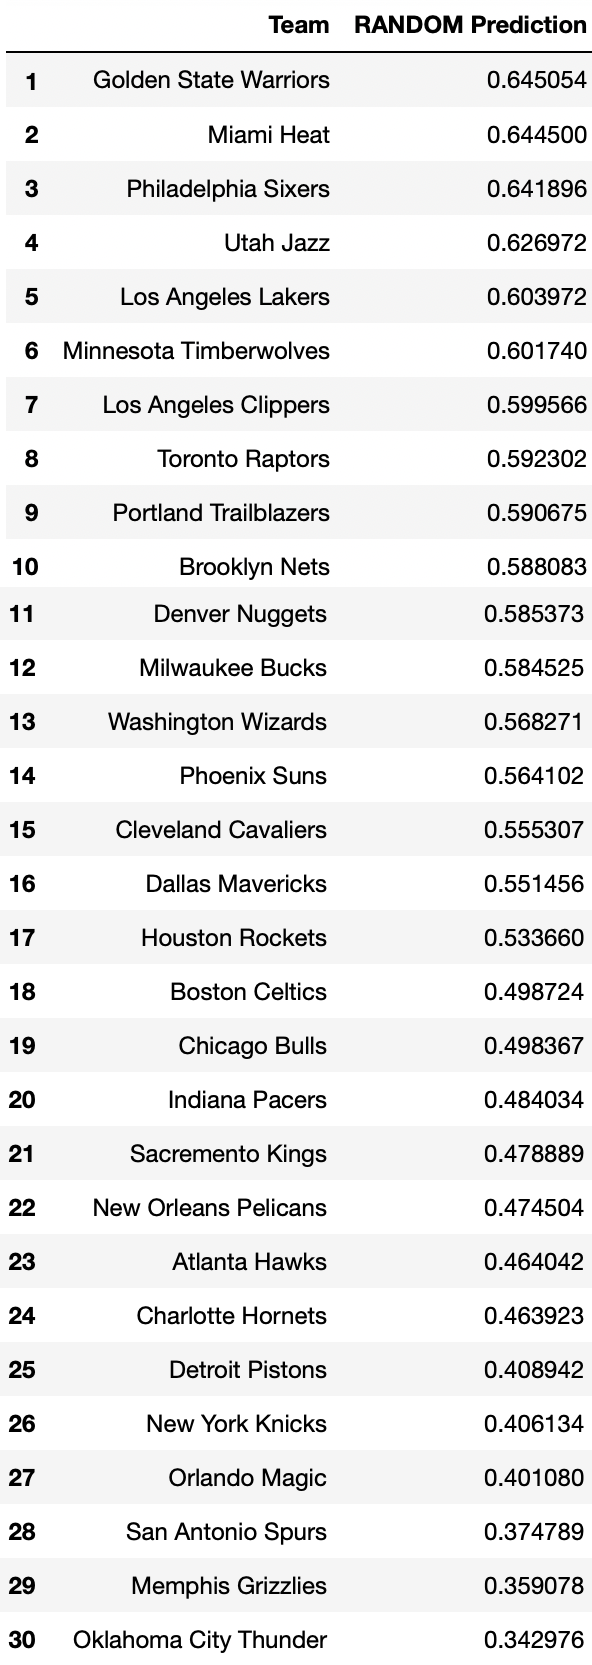 Team RANDOM Prediction
1 Golden State Warriors 0.645054
2 Miami Heat 0.644500
3 Philadelphia Sixers 0.641896
4 Utah Jazz 0.626972
5 Los Angeles Lakers 0.603972
6 Minnesota Timberwolves 0.601740
7 Los Angeles Clippers 0.599566
8 Toronto Raptors 0.592302
9 Portland Trailblazers 0.590675
10 Brooklyn Nets 0.588083
11 Denver Nuggets 0.585373
12 Milwaukee Bucks 0.584525
13 Washington Wizards 0.568271
14 Phoenix Suns 0.564102
15 Cleveland Cavaliers 0.555307
16 Dallas Mavericks 0.551456
17 Houston Rockets 0.533660
18 Boston Celtics 0.498724
19 Chicago Bulls 0.498367
20 Indiana Pacers 0.484034
21 Sacremento Kings 0.478889
22 New Orleans Pelicans 0.474504
23 Atlanta Hawks 0.464042
24 Charlotte Hornets 0.463923
25 Detroit Pistons 0.408942
26 New York Knicks 0.406134
27 Orlando Magic 0.401080
28 San Antonio Spurs 0.374789
29 Memphis Grizzlies 0.359078
30 Oklahoma City Thunder 0.342976